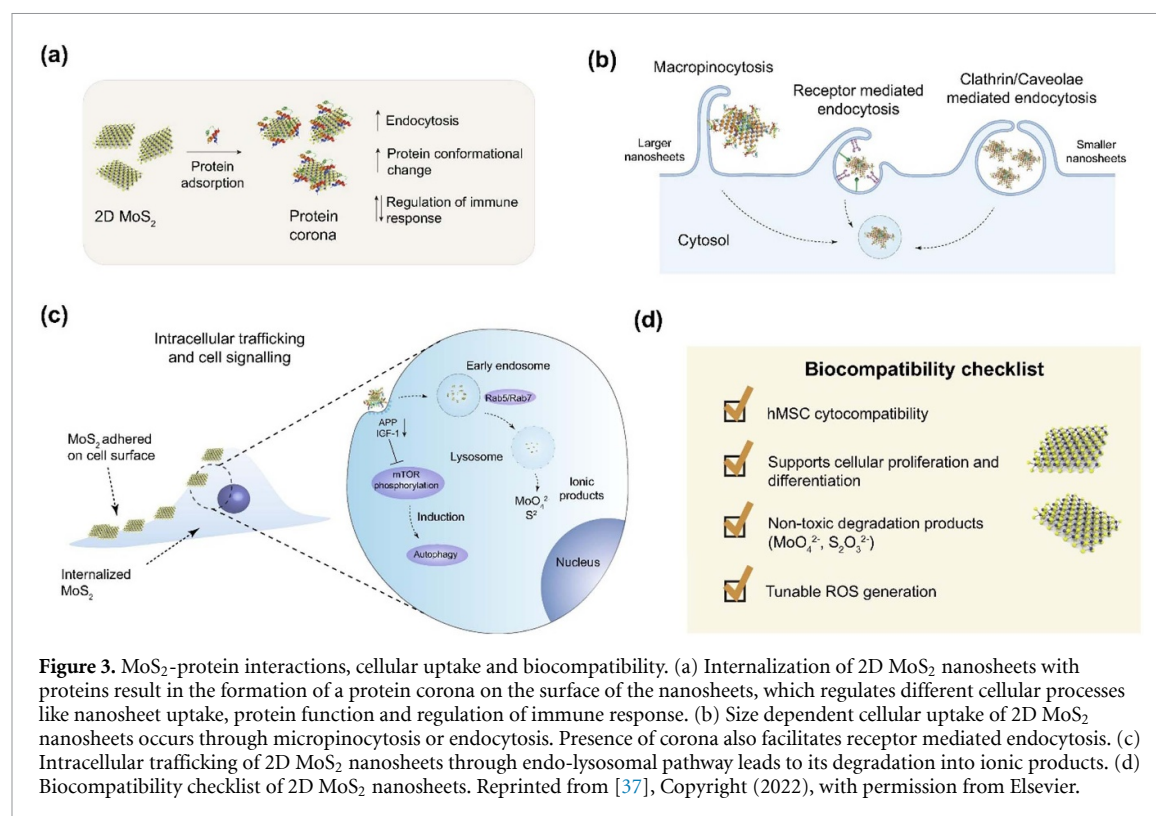 (a)
2D MoS₂
Protein
adsorption
Protein
corona
↑ Endocytosis
↑ Protein conformational
change
↑↓ Regulation of immune
response
(b)
Macropinocytosis
Receptor mediated
endocytosis
Clathrin/Caveolae
mediated endocytosis
Larger
nanosheets
Smaller
nanosheets
Cytosol
(c)
Intracellular trafficking
and cell signalling
MoS₂ adhered
on cell surface
Internalized
MoS₂
Early endosome
Rab5/Rab7
APP
IGF-1 ↓
Lysosome
mTOR
phosphorylation
Ionic
products
MoO₄²⁻
S²
Induction
Autophagy
Nucleus
(d)
Biocompatibility checklist
hMSC cytocompatibility
Supports cellular proliferation and
differentiation
Non-toxic degradation products
(MoO₄²⁻, S₂O₃²⁻)
Tunable ROS generation
Figure 3. MoS₂-protein interactions, cellular uptake and biocompatibility. (a) Internalization of 2D MoS₂ nanosheets with
proteins result in the formation of a protein corona on the surface of the nanosheets, which regulates different cellular processes
like nanosheet uptake, protein function and regulation of immune response. (b) Size dependent cellular uptake of 2D MoS₂
nanosheets occurs through micropinocytosis or endocytosis. Presence of corona also facilitates receptor mediated endocytosis. (c)
Intracellular trafficking of 2D MoS₂ nanosheets through endo-lysosomal pathway leads to its degradation into ionic products. (d)
Biocompatibility checklist of 2D MoS₂ nanosheets. Reprinted from [37], Copyright (2022), with permission from Elsevier.